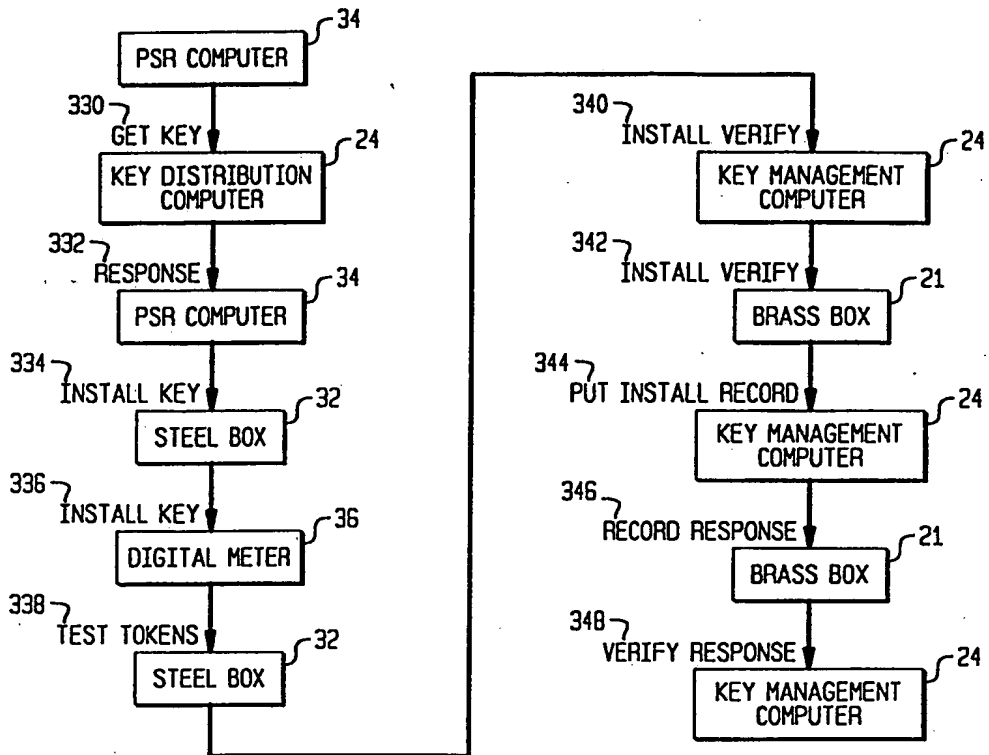 34
PSR COMPUTER
330
GET KEY
24
KEY DISTRIBUTION
COMPUTER
332
RESPONSE
34
PSR COMPUTER
334
INSTALL KEY
32
STEEL BOX
336
INSTALL KEY
36
DIGITAL METER
338
TEST TOKENS
32
STEEL BOX
340
INSTALL VERIFY
24
KEY MANAGEMENT
COMPUTER
342
INSTALL VERIFY
21
BRASS BOX
344
PUT INSTALL RECORD
24
KEY MANAGEMENT
COMPUTER
346
RECORD RESPONSE
21
BRASS BOX
348
VERIFY RESPONSE
24
KEY MANAGEMENT
COMPUTER